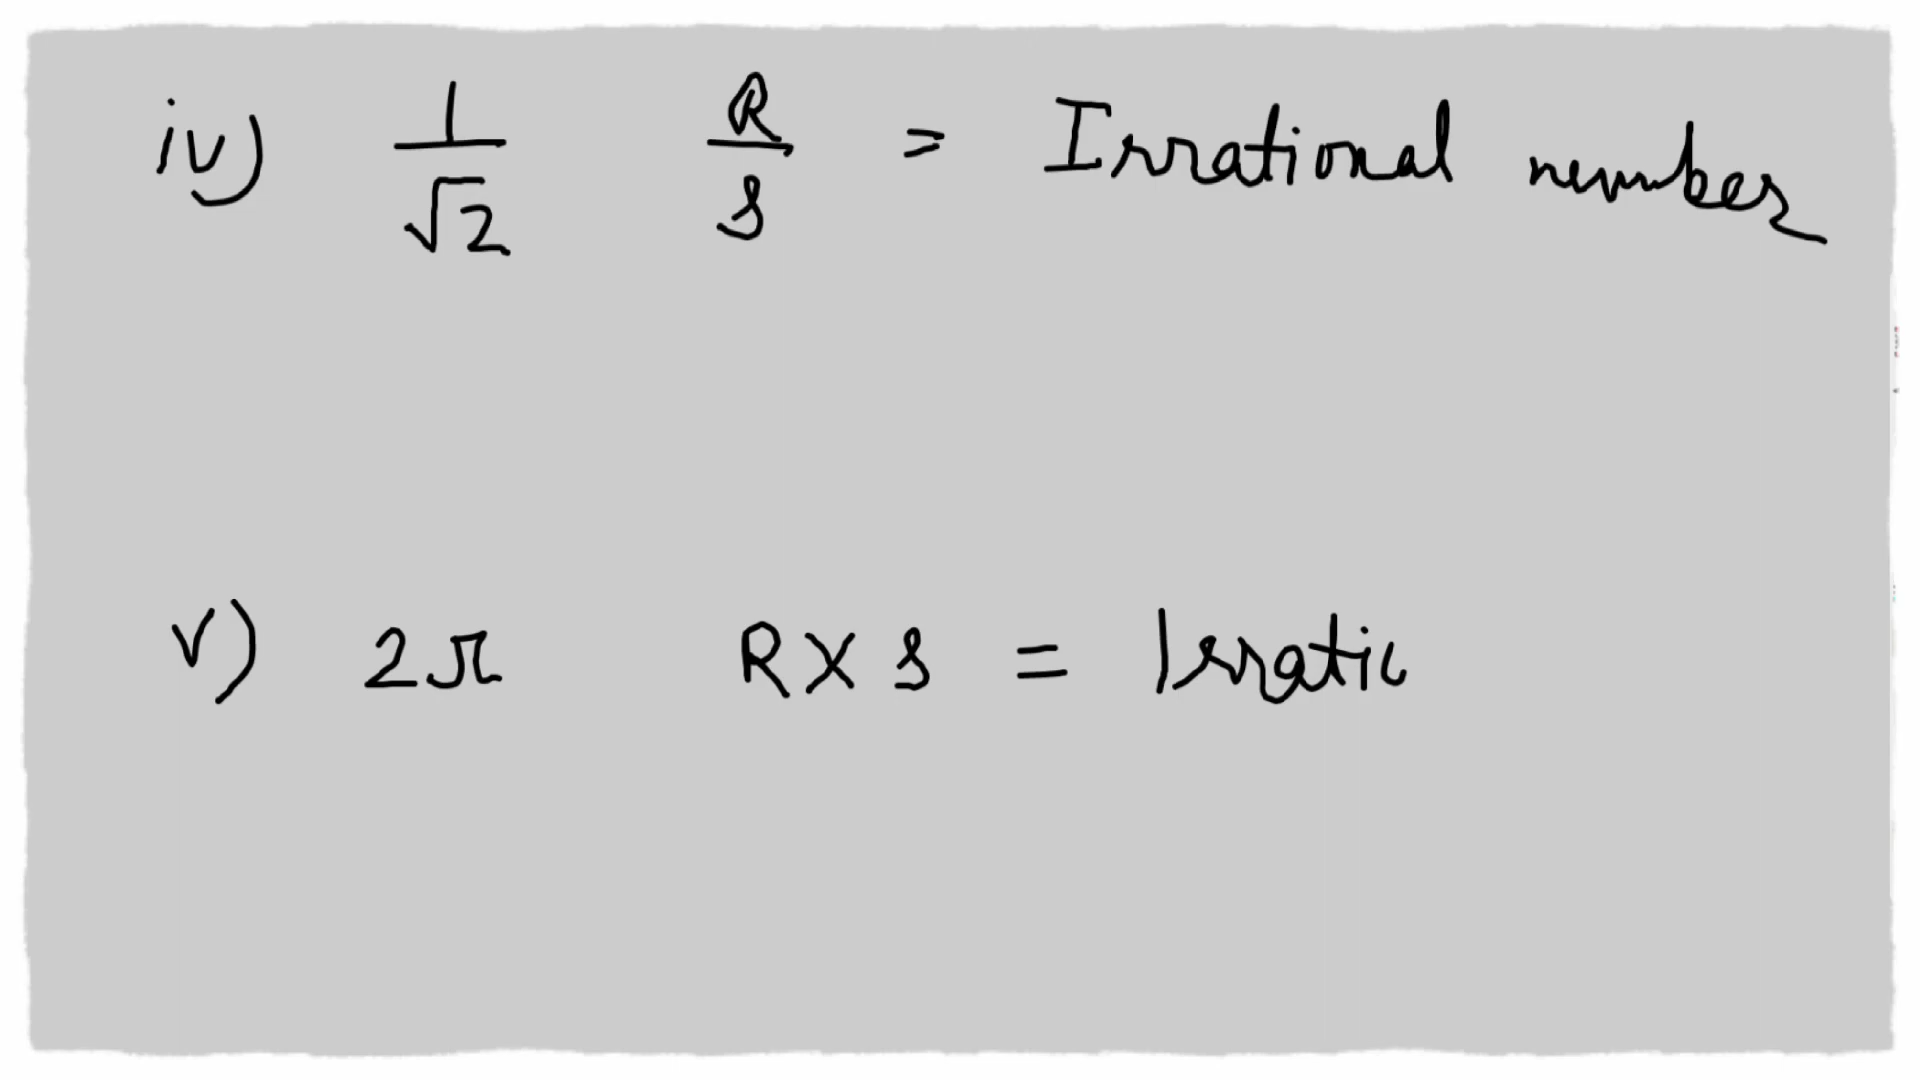 iv) 1/√2 R/S = Irrational number
v) 2π R X S = Irratic